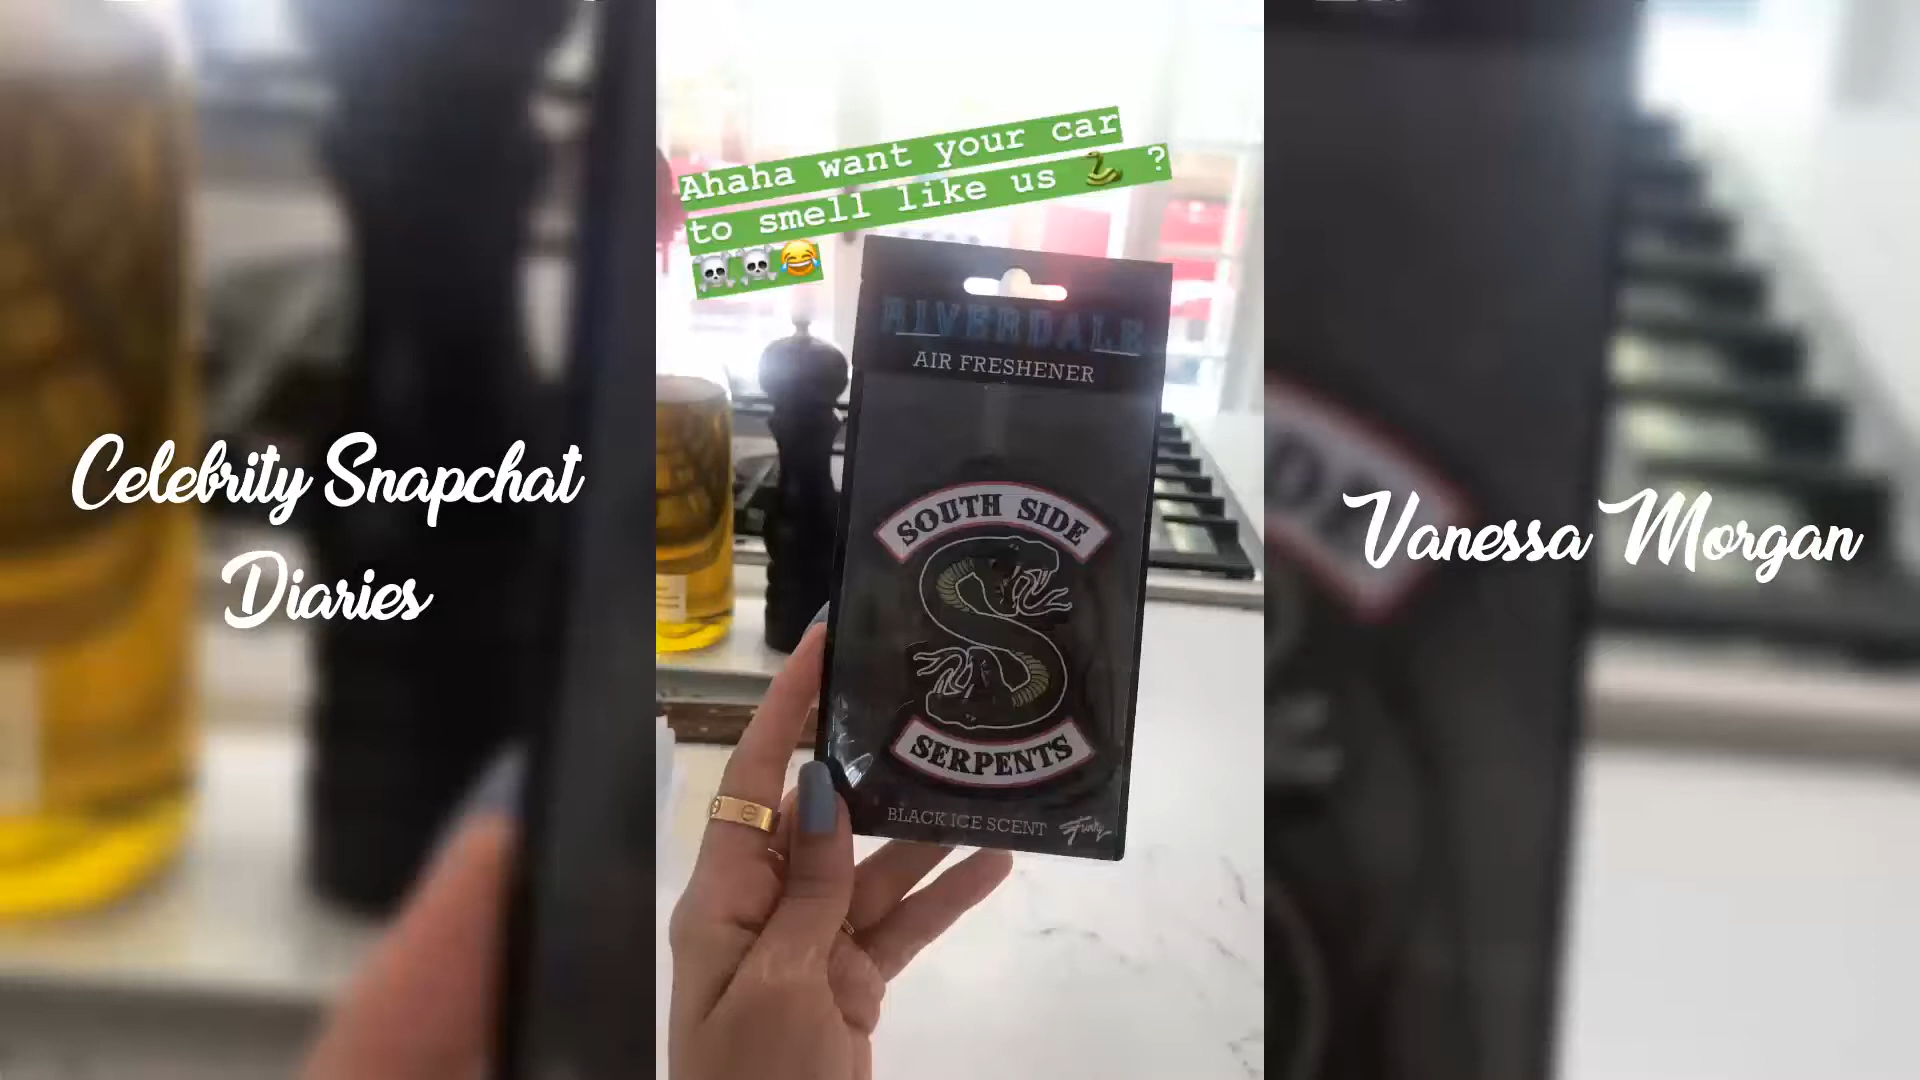 Celebrity Snapchat
Diaries
Ahaha want your car
to smell like us 🐍 ?
☠️☠️😂
RIVERDALE
AIR FRESHENER
SOUTH SIDE
SERPENTS
BLACK ICE SCENT
Vanessa Morgan